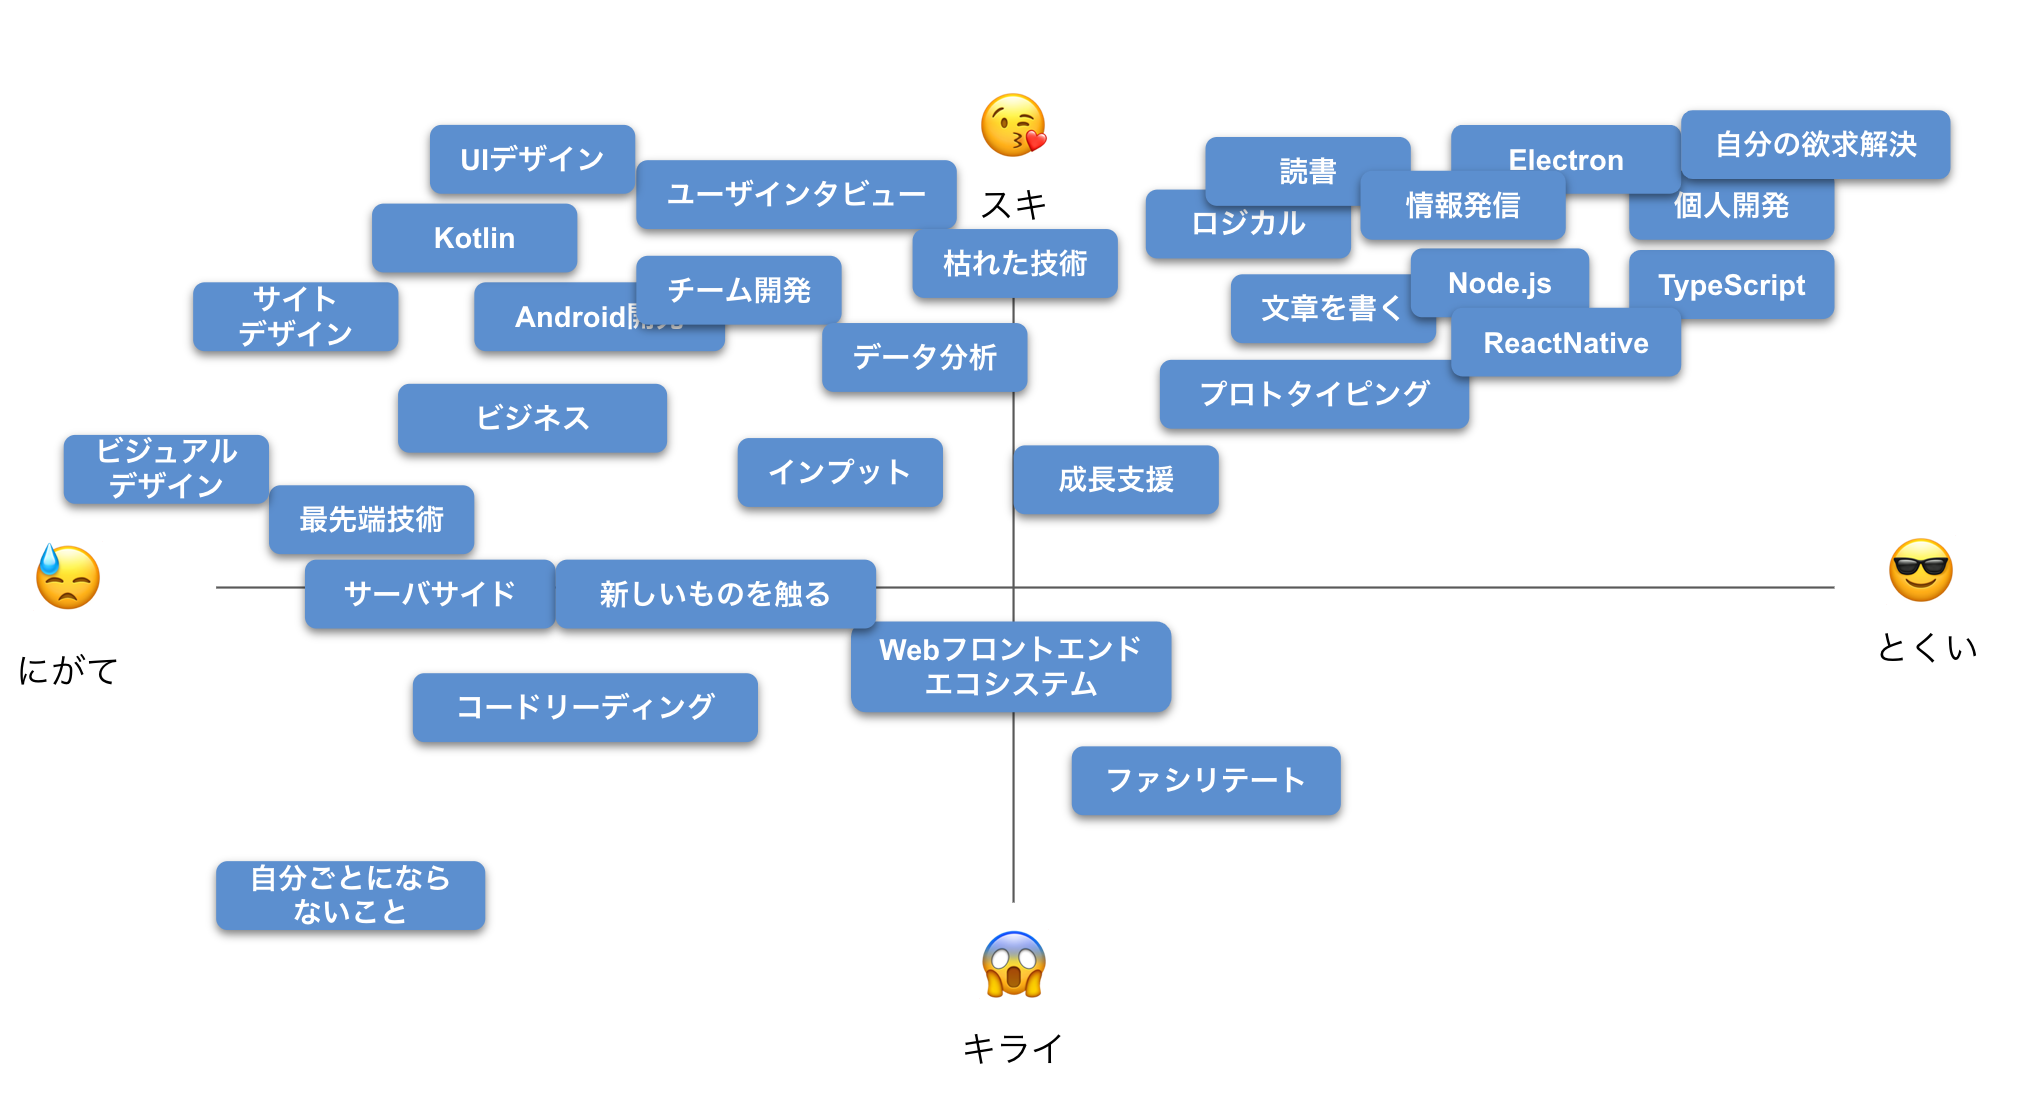 自分の欲求解決
UIデザイン
Electron
読書
ユーザインタビュー
スキ
情報発信
個人開発
ロジカル
Kotlin
枯れた技術
チーム開発
Node.js
TypeScript
サイト
デザイン
Android開発
文章を書く
ReactNative
データ分析
プロトタイピング
ビジネス
ビジュアル
デザイン
インプット
成長支援
最先端技術
サーバサイド
新しいものを触る
にがて
とくい
Webフロントエンド
エコシステム
コードリーディング
ファシリテート
自分ごとになら
ないこと
キライ